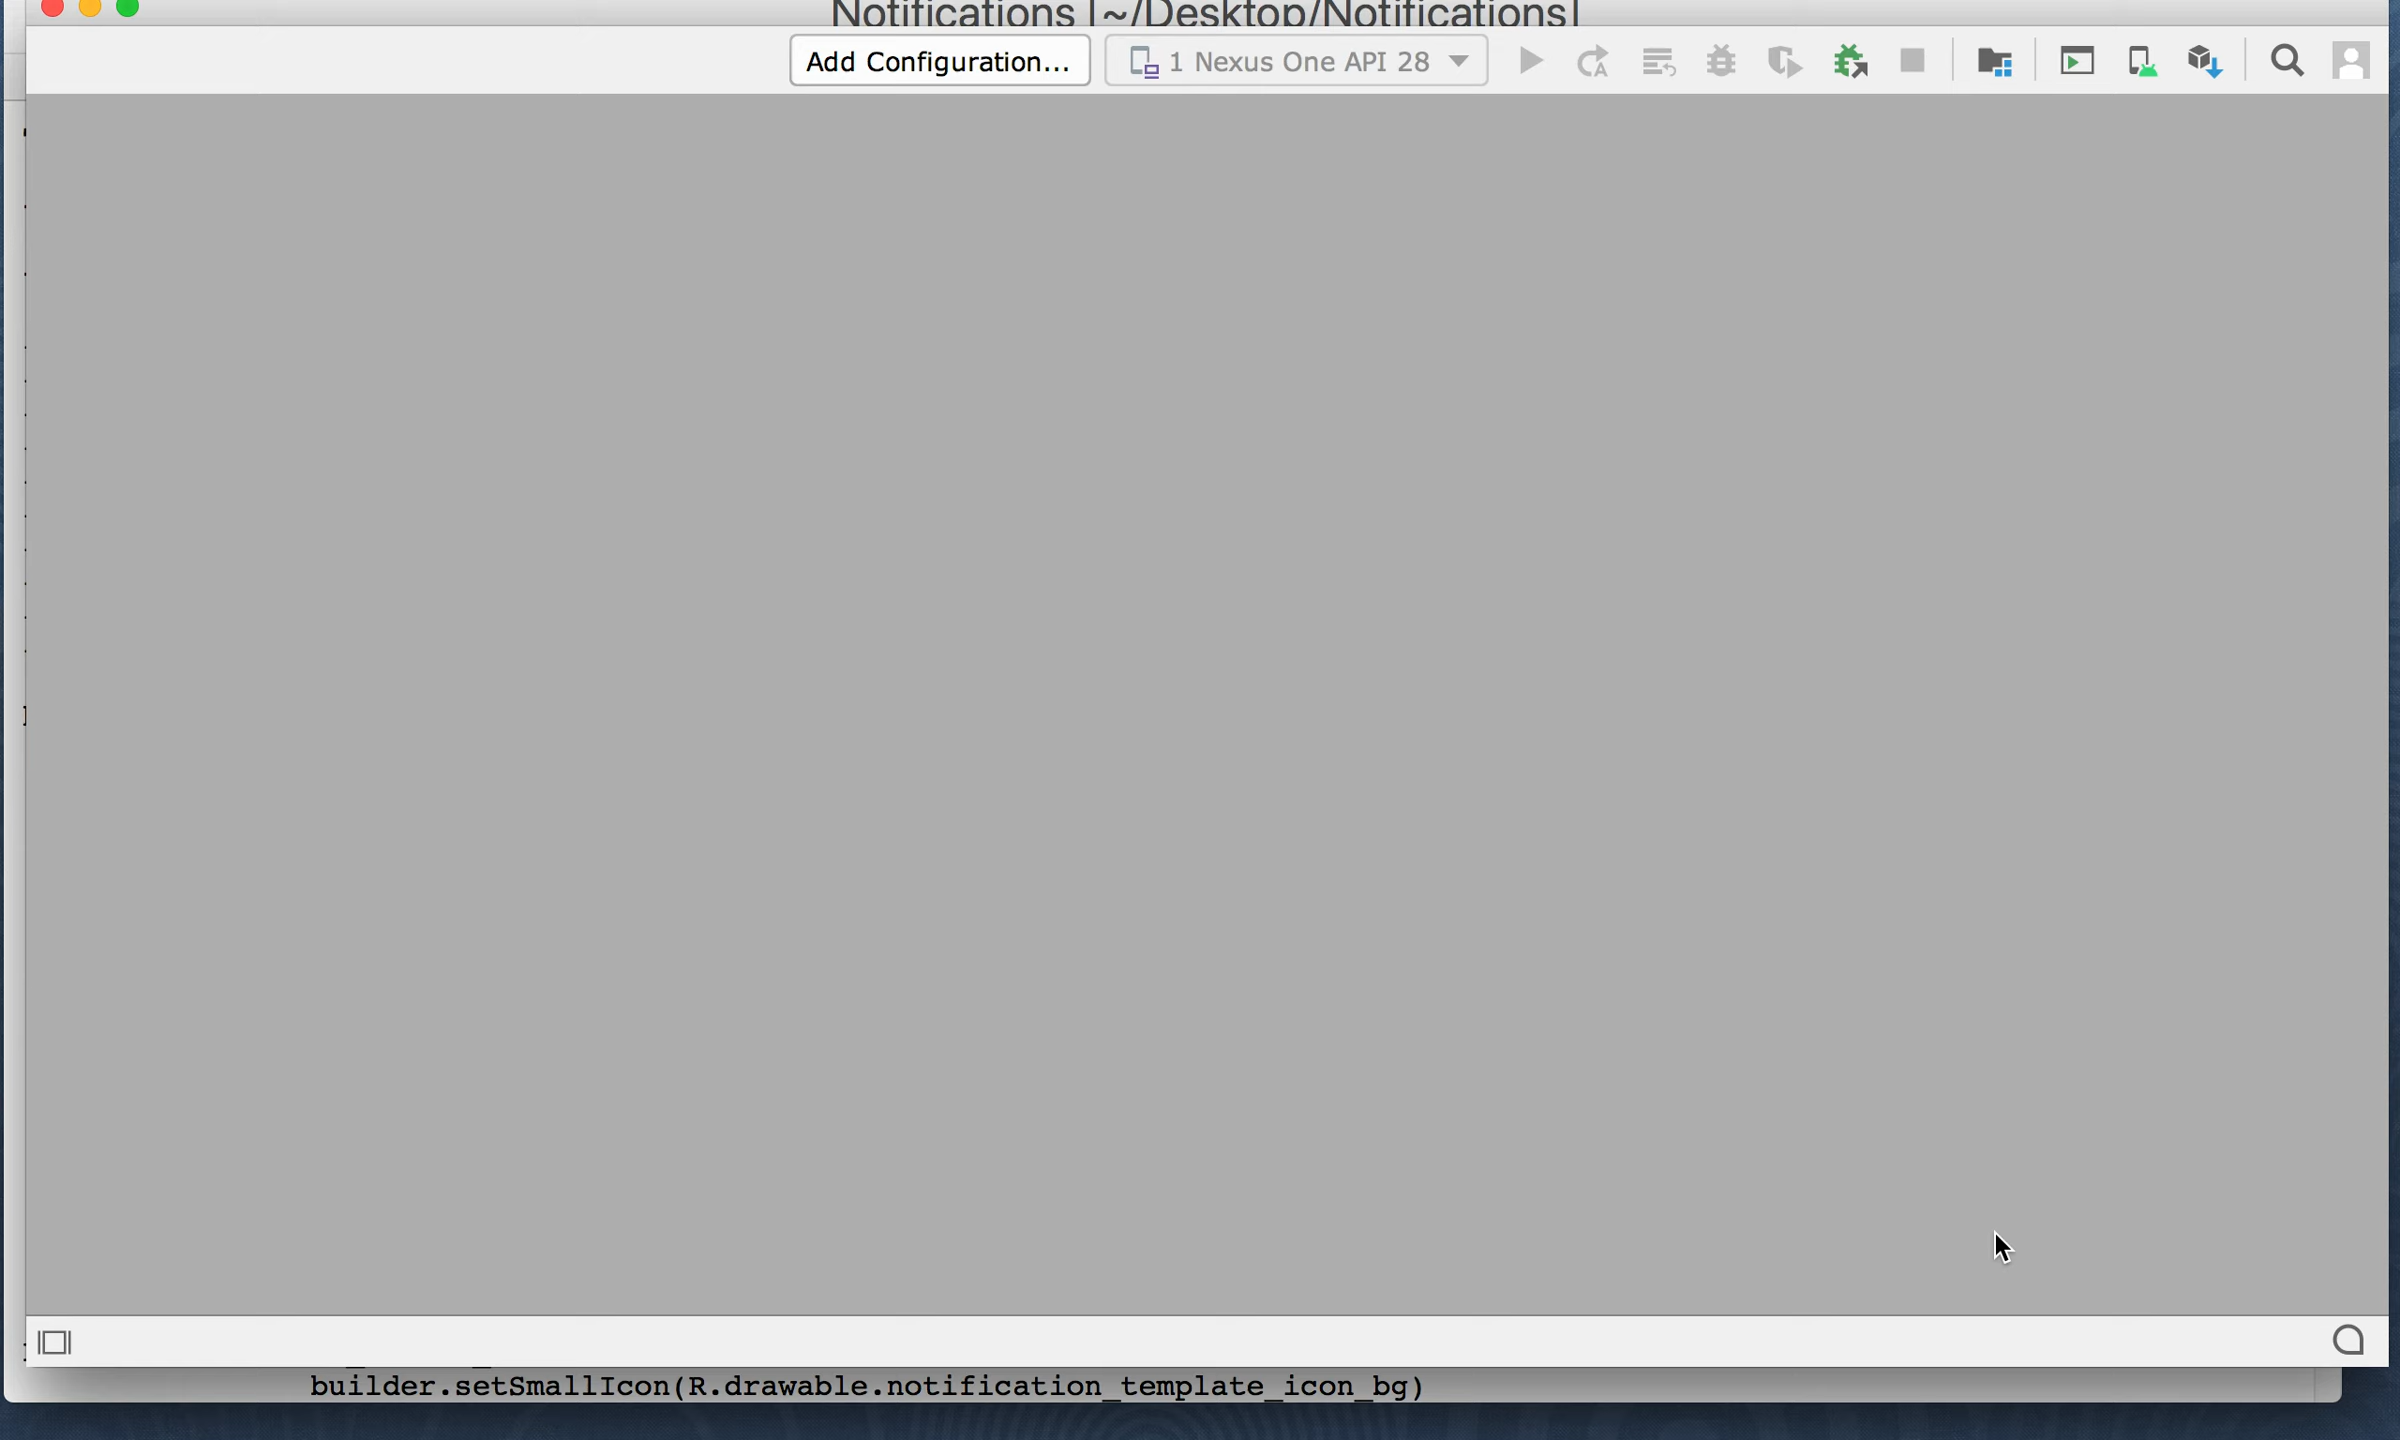 Notifications [~/Desktop/Notifications]
Add Configuration...
1 Nexus One API 28
builder.setSmallIcon(R.drawable.notification_template_icon_bg)